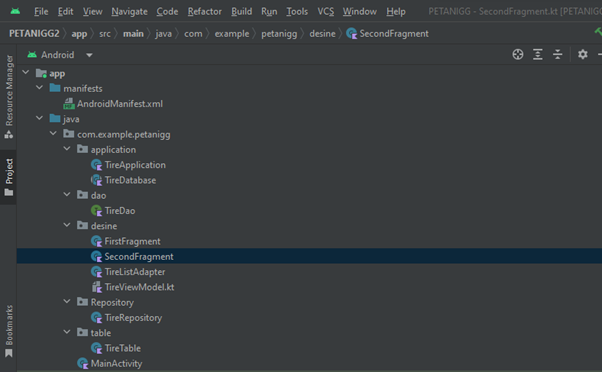 File Edit View Navigate Code Refactor Build Run Tools VCS Window Help PETANIGG - SecondFragment.kt [PETANIGG
PETANIGG2 app src main java com example petanigg desine SecondFragment
Resource Manager
Android
app
manifests
AndroidManifest.xml
java
com.example.petanigg
application
TireApplication
TireDatabase
Project
dao
TireDao
desine
FirstFragment
SecondFragment
TireListAdapter
TireViewModel.kt
Repository
TireRepository
Bookmarks
table
TireTable
MainActivity